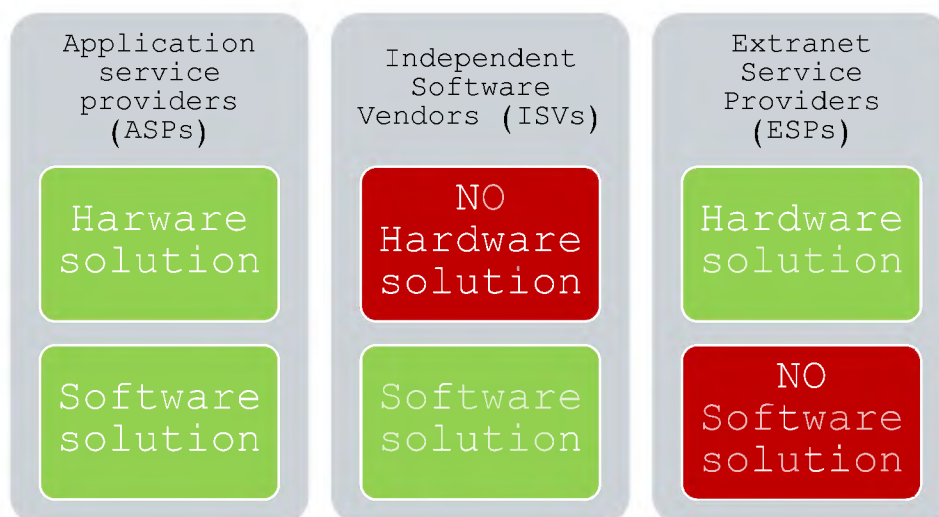 Application
service
providers
(ASPs)
Harware
solution
Software
solution
Independent
Software
Vendors (ISVs)
NO
Hardware
solution
Software
solution
Extranet
Service
Providers
(ESPs)
Hardware
solution
NO
Software
solution